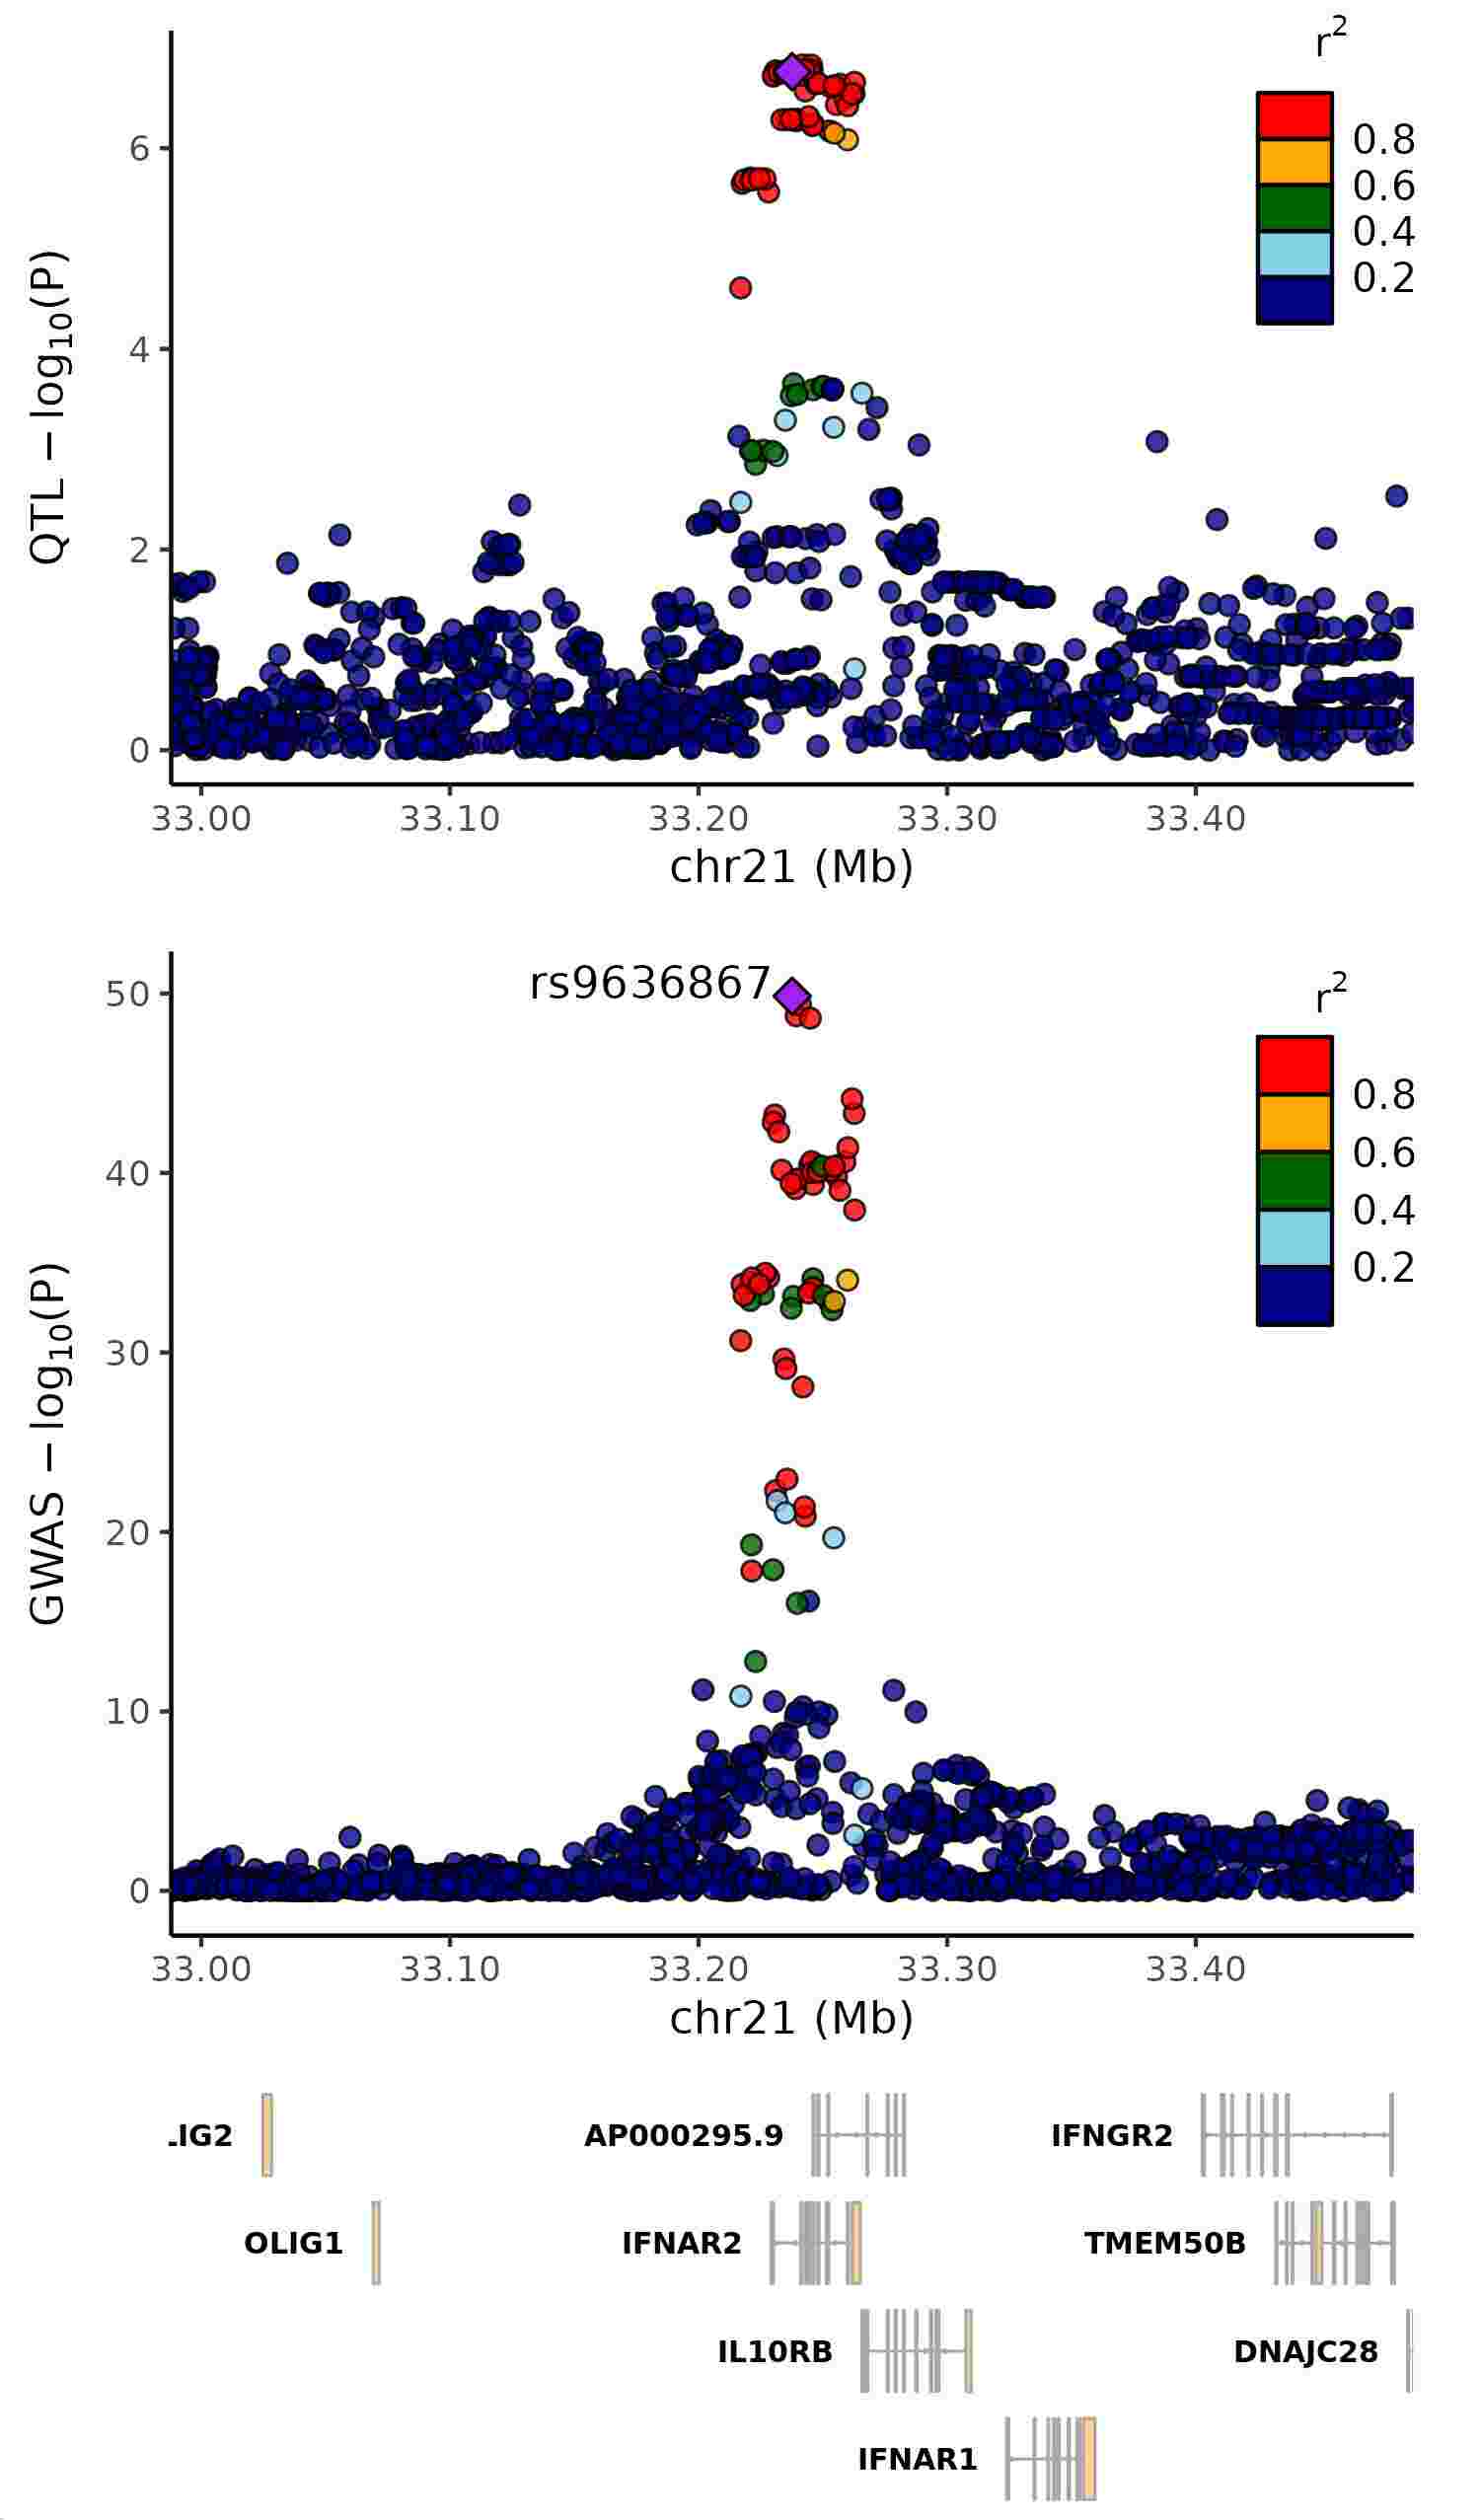 r2
0.8
0.6
0.4
0.2
6
4
2
0
QTL −log10(P)
33.00 33.10 33.20 33.30 33.40
chr21 (Mb)
rs9636867
r2
0.8
0.6
0.4
0.2
50
40
30
20
10
0
GWAS −log10(P)
33.00 33.10 33.20 33.30 33.40
chr21 (Mb)
IG2 AP000295.9 IFNGR2
OLIG1 IFNAR2 TMEM50B
IL10RB DNAJC28
IFNAR1